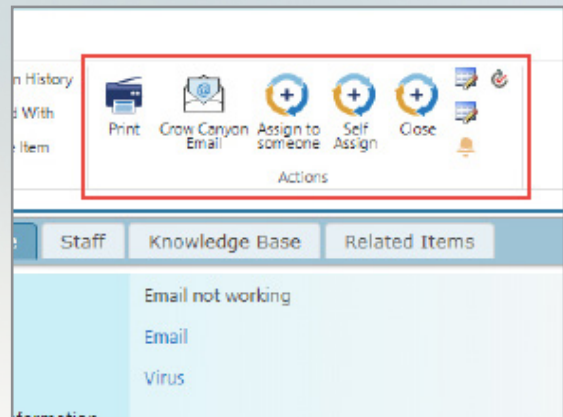 n History
d With
e Item
Print
Crow Canyon
Email
Assign to
someone
Self
Assign
Close
Actions
e
Staff
Knowledge Base
Related Items
Email not working
Email
Virus
formation